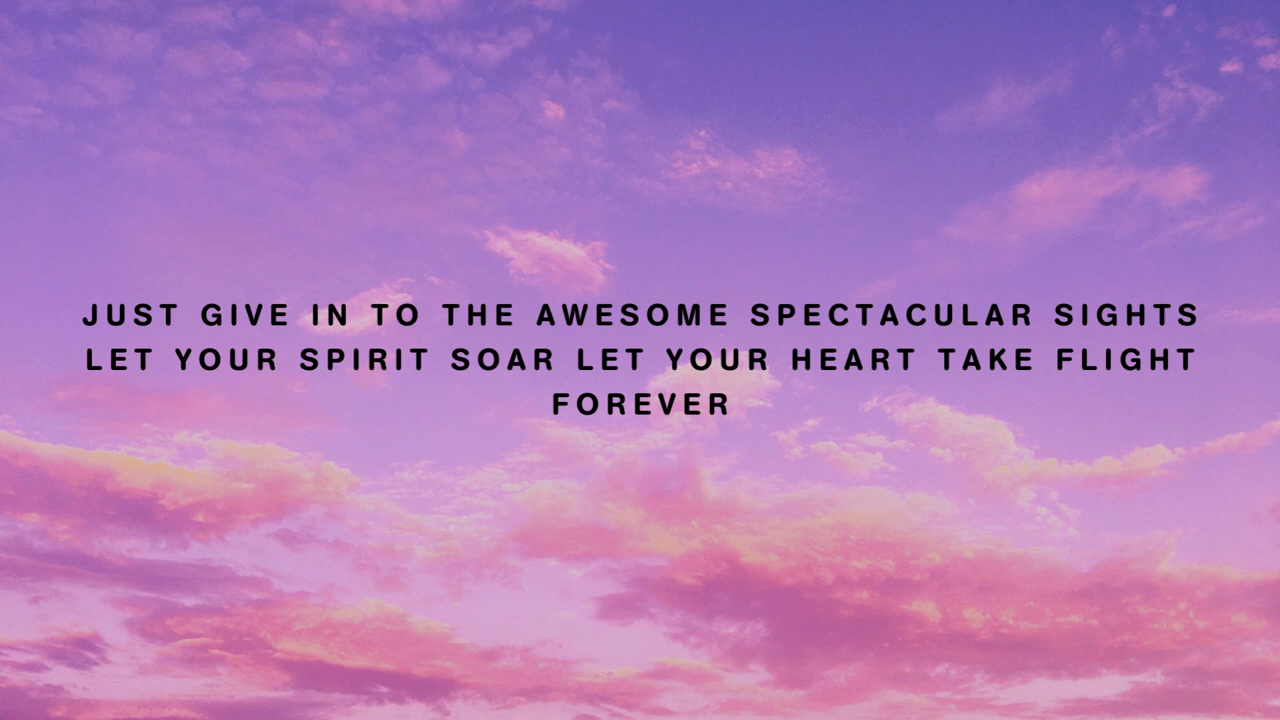 JUST GIVE IN TO THE AWESOME SPECTACULAR SIGHTS
LET YOUR SPIRIT SOAR LET YOUR HEART TAKE FLIGHT
FOREVER